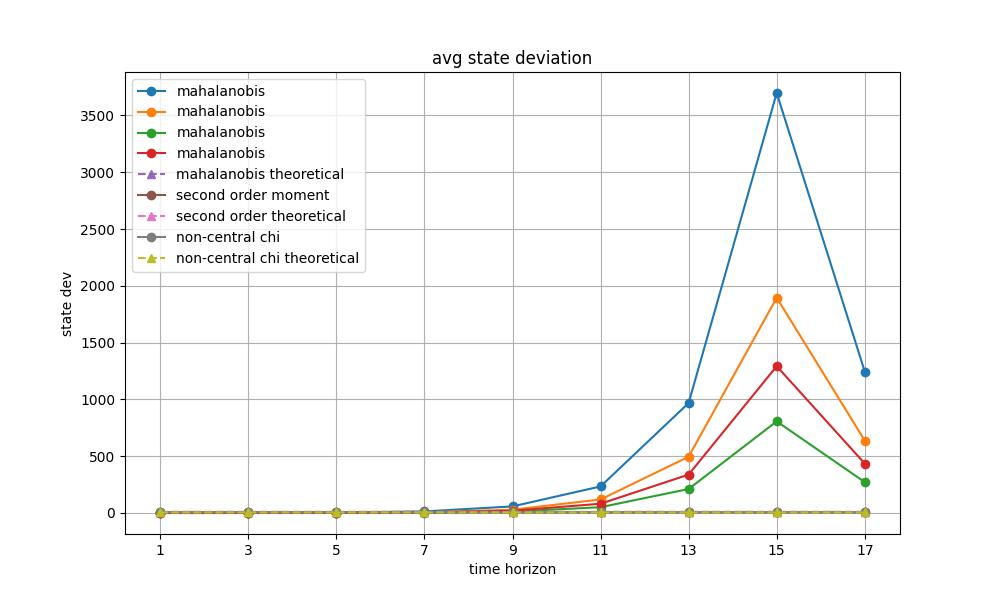 avg state deviation
mahalanobis
mahalanobis
mahalanobis
mahalanobis
mahalanobis theoretical
second order moment
second order theoretical
non-central chi
non-central chi theoretical
state dev
3500
3000
2500
2000
1500
1000
500
0
1 3 5 7 9 11 13 15 17
time horizon